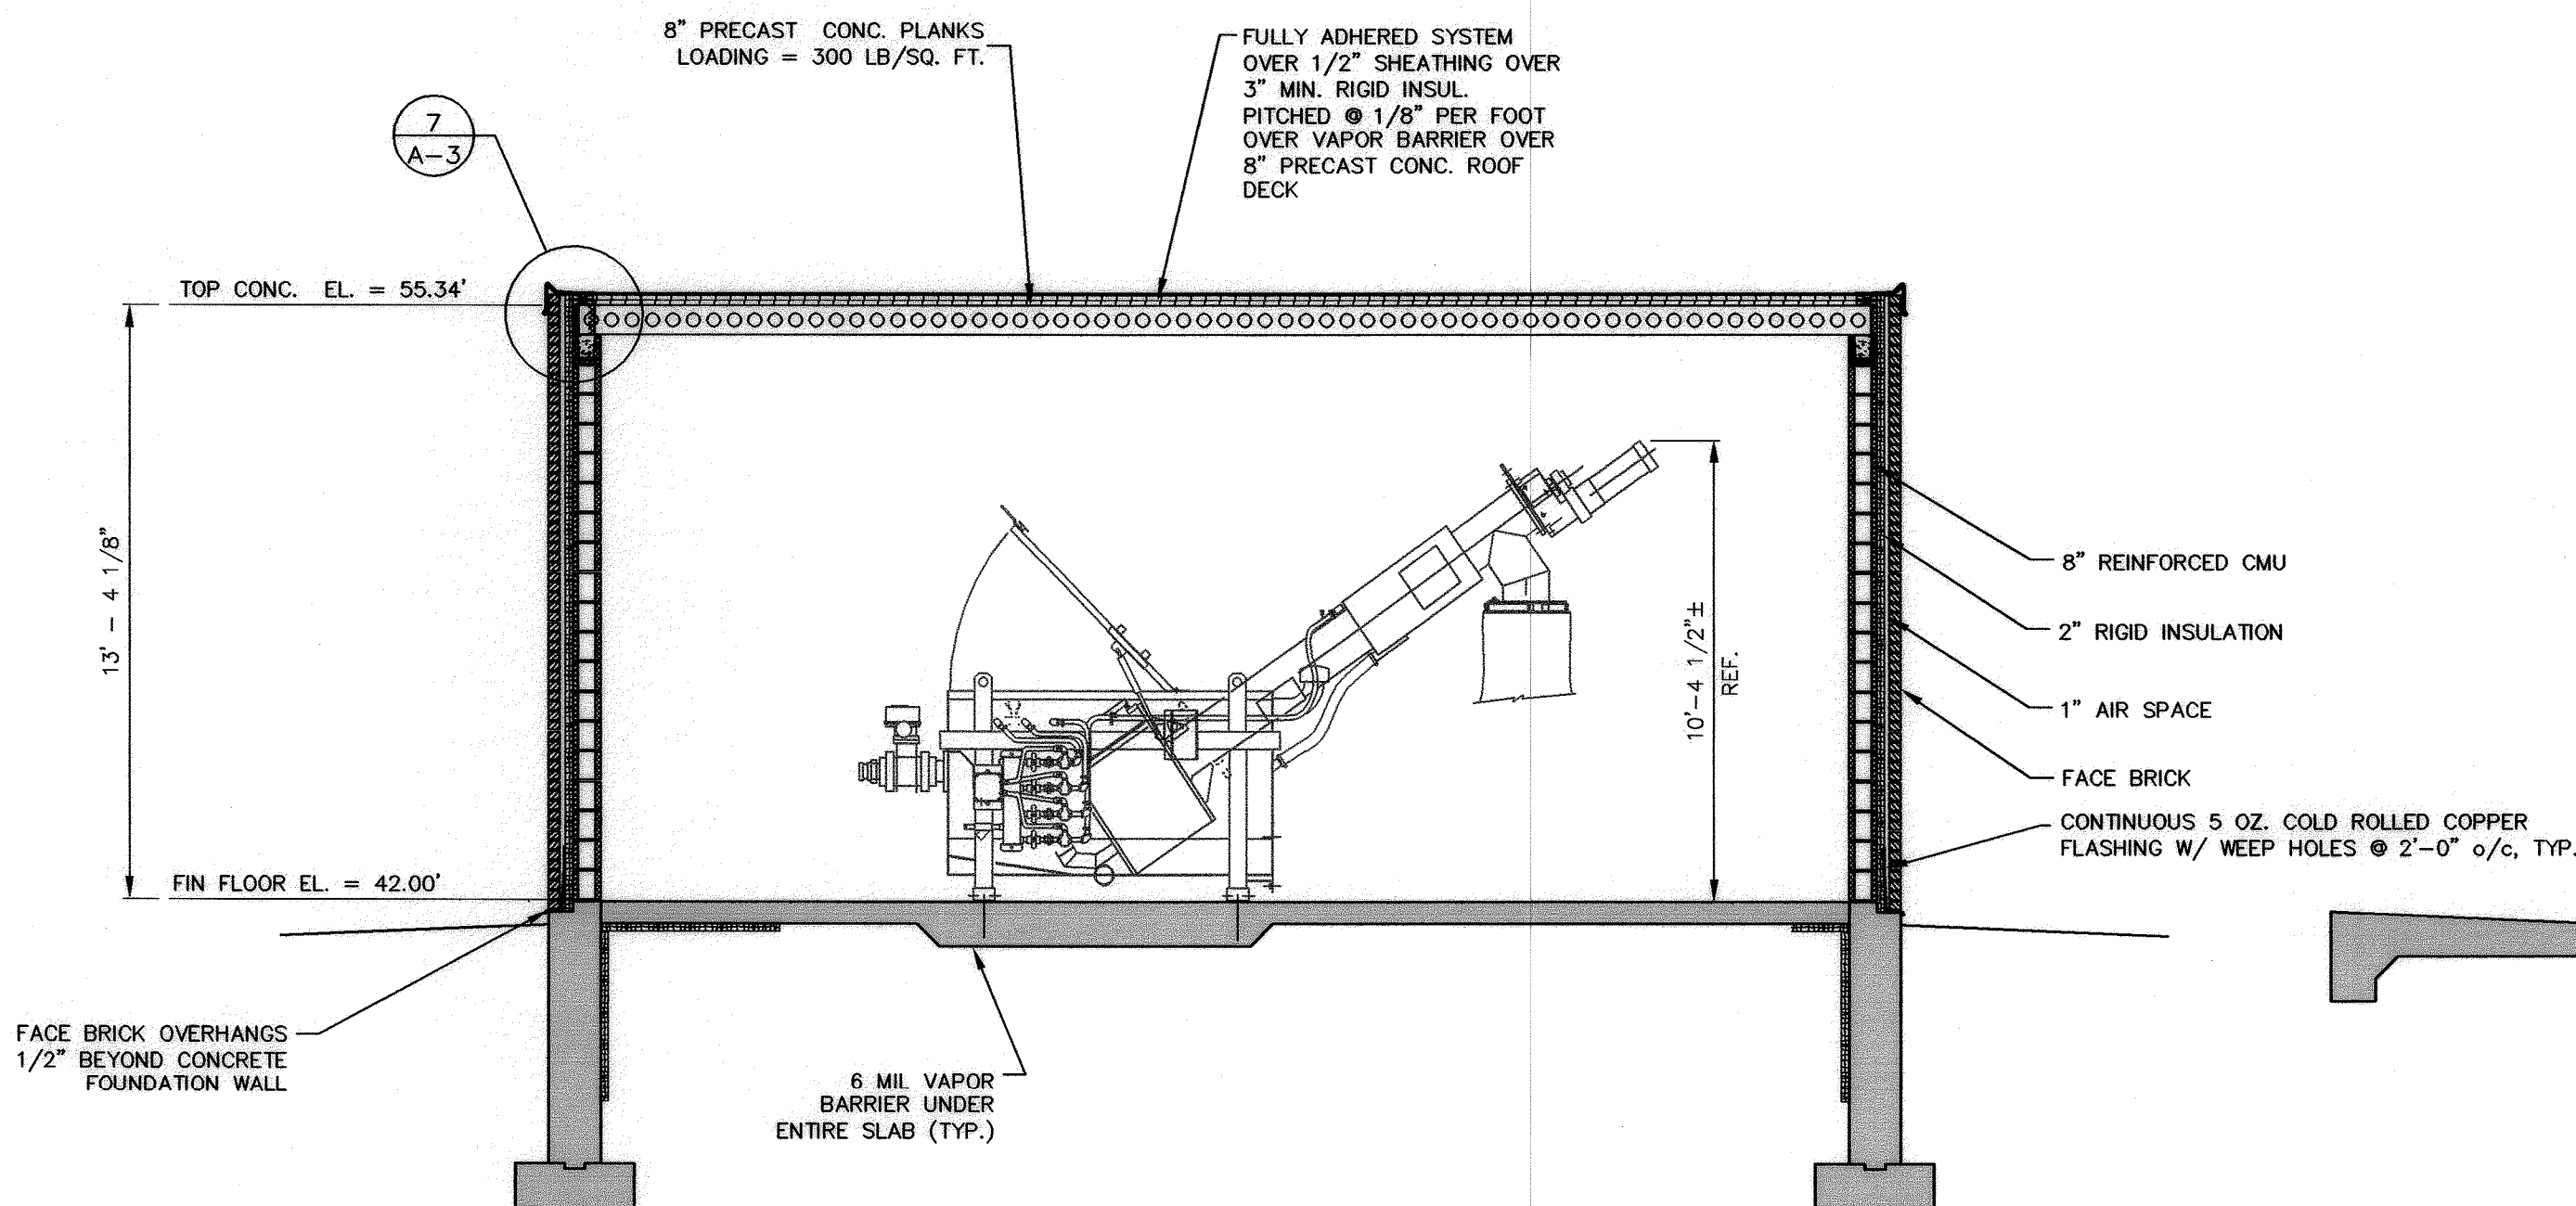 8" PRECAST CONC. PLANKS
LOADING = 300 LB/SQ. FT.
FULLY ADHERED SYSTEM
OVER 1/2" SHEATHING OVER
3" MIN. RIGID INSUL.
PITCHED @ 1/8" PER FOOT
OVER VAPOR BARRIER OVER
8" PRECAST CONC. ROOF
DECK
7
A-3
TOP CONC. EL. = 55.34'
13' - 4 1/8"
10'-4 1/2"±
REF.
8" REINFORCED CMU
2" RIGID INSULATION
1" AIR SPACE
FACE BRICK
CONTINUOUS 5 OZ. COLD ROLLED COPPER
FLASHING W/ WEEP HOLES @ 2'-0" o/c, TYP.
FIN FLOOR EL. = 42.00'
FACE BRICK OVERHANGS
1/2" BEYOND CONCRETE
FOUNDATION WALL
6 MIL VAPOR
BARRIER UNDER
ENTIRE SLAB (TYP.)